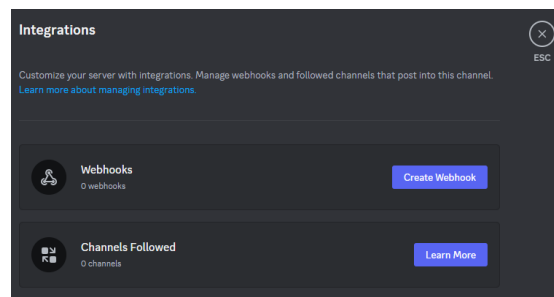 Integrations
ESC
Customize your server with integrations. Manage webhooks and followed channels that post into this channel.
Learn more about managing integrations.
Webhooks
0 webhooks
Create Webhook
Channels Followed
0 channels
Learn More